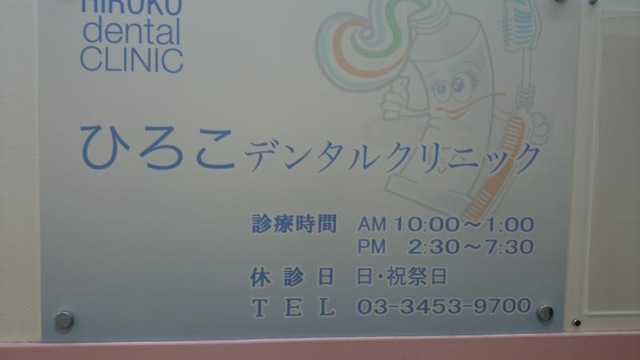 HIROKO
dental
CLINIC
ひろこデンタルクリニック
診療時間 AM 10:00～1:00
PM 2:30～7:30
休診日 日・祝祭日
TEL 03-3453-9700